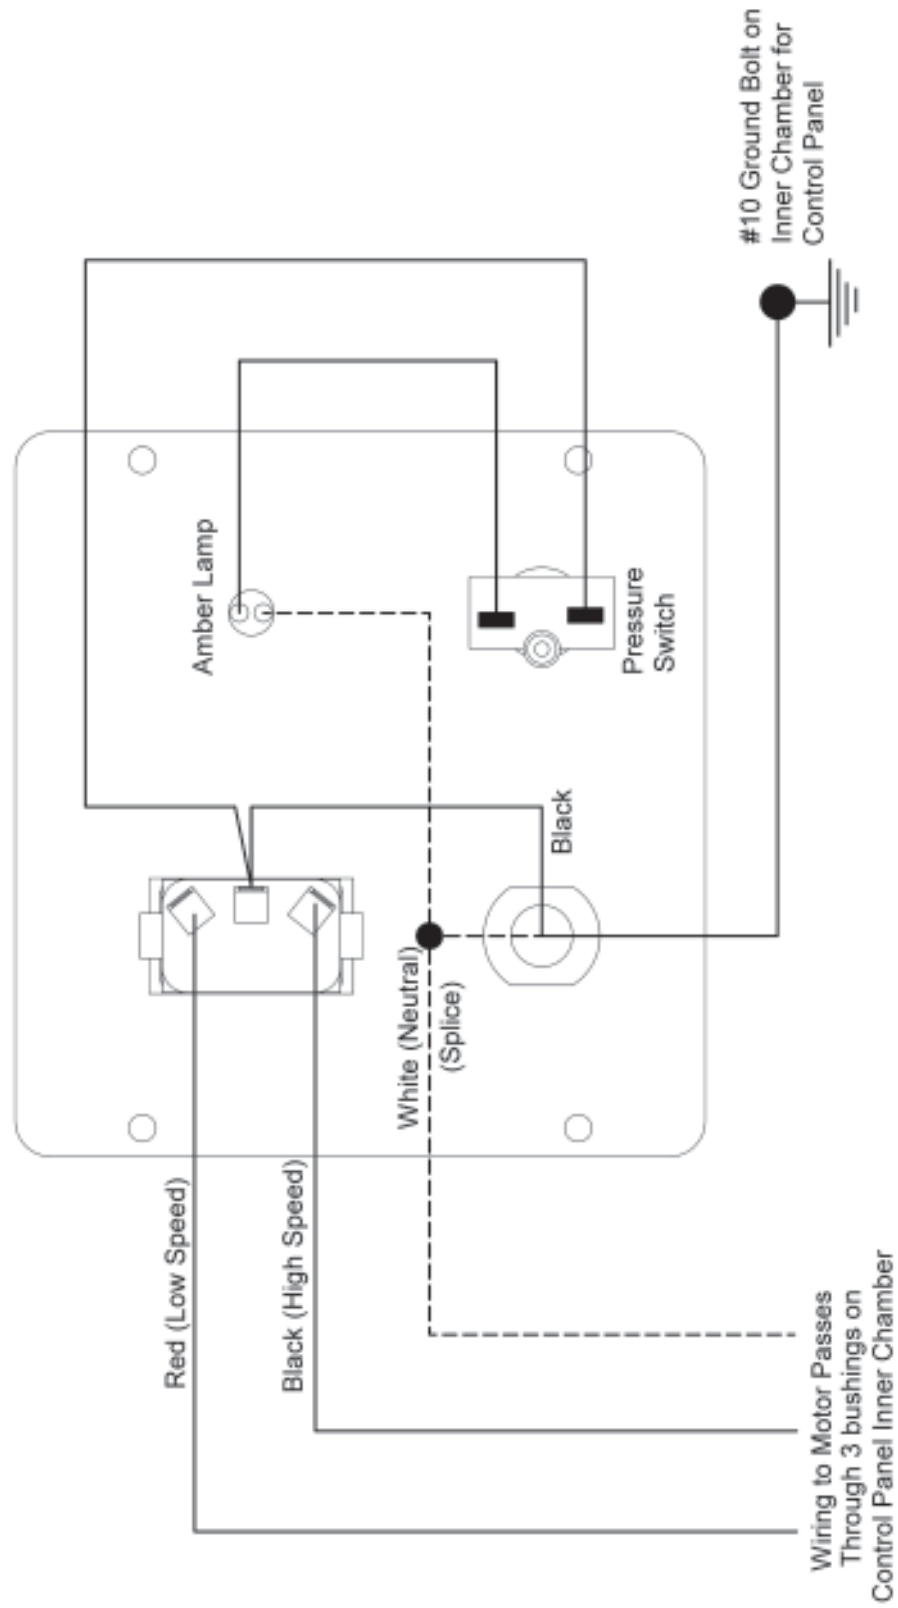 Red (Low Speed)
Black (High Speed)
White (Neutral)
(Splice)
Amber Lamp
Black
Pressure
Switch
#10 Ground Bolt on
Inner Chamber for
Control Panel
Wiring to Motor Passes
Through 3 bushings on
Control Panel Inner Chamber